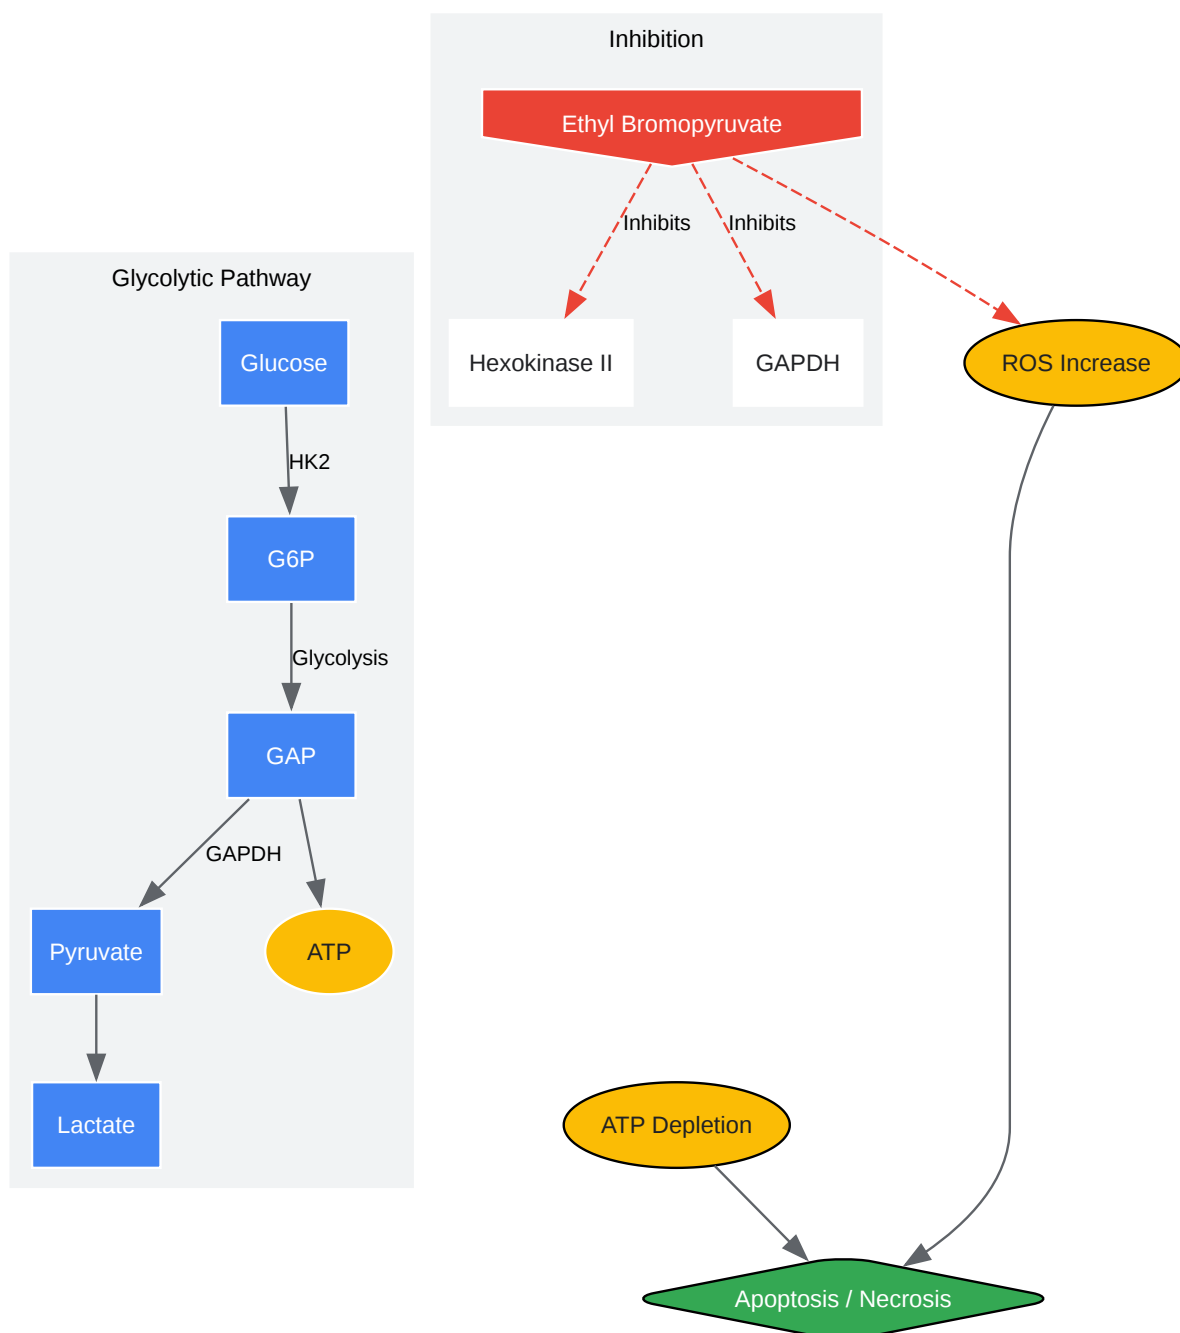 Inhibition
Ethyl Bromopyruvate
Inhibits
Inhibits
Hexokinase II
GAPDH
ROS Increase
Glycolytic Pathway
Glucose
HK2
G6P
Glycolysis
GAP
GAPDH
Pyruvate
ATP
Lactate
ATP Depletion
Apoptosis / Necrosis